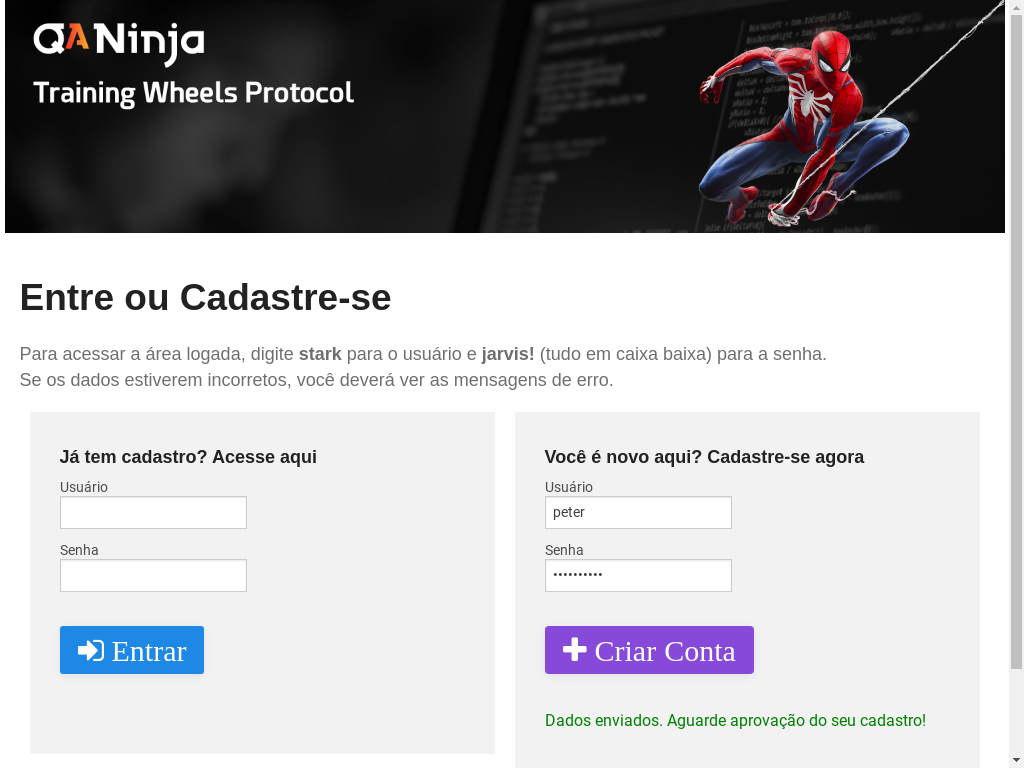 QA Ninja
Training Wheels Protocol
Entre ou Cadastre-se
Para acessar a área logada, digite stark para o usuário e jarvis! (tudo em caixa baixa) para a senha.
Se os dados estiverem incorretos, você deverá ver as mensagens de erro.
Já tem cadastro? Acesse aqui
Usuário
Senha
Entrar
Você é novo aqui? Cadastre-se agora
Usuário
peter
Senha
••••••••••
Criar Conta
Dados enviados. Aguarde aprovação do seu cadastro!